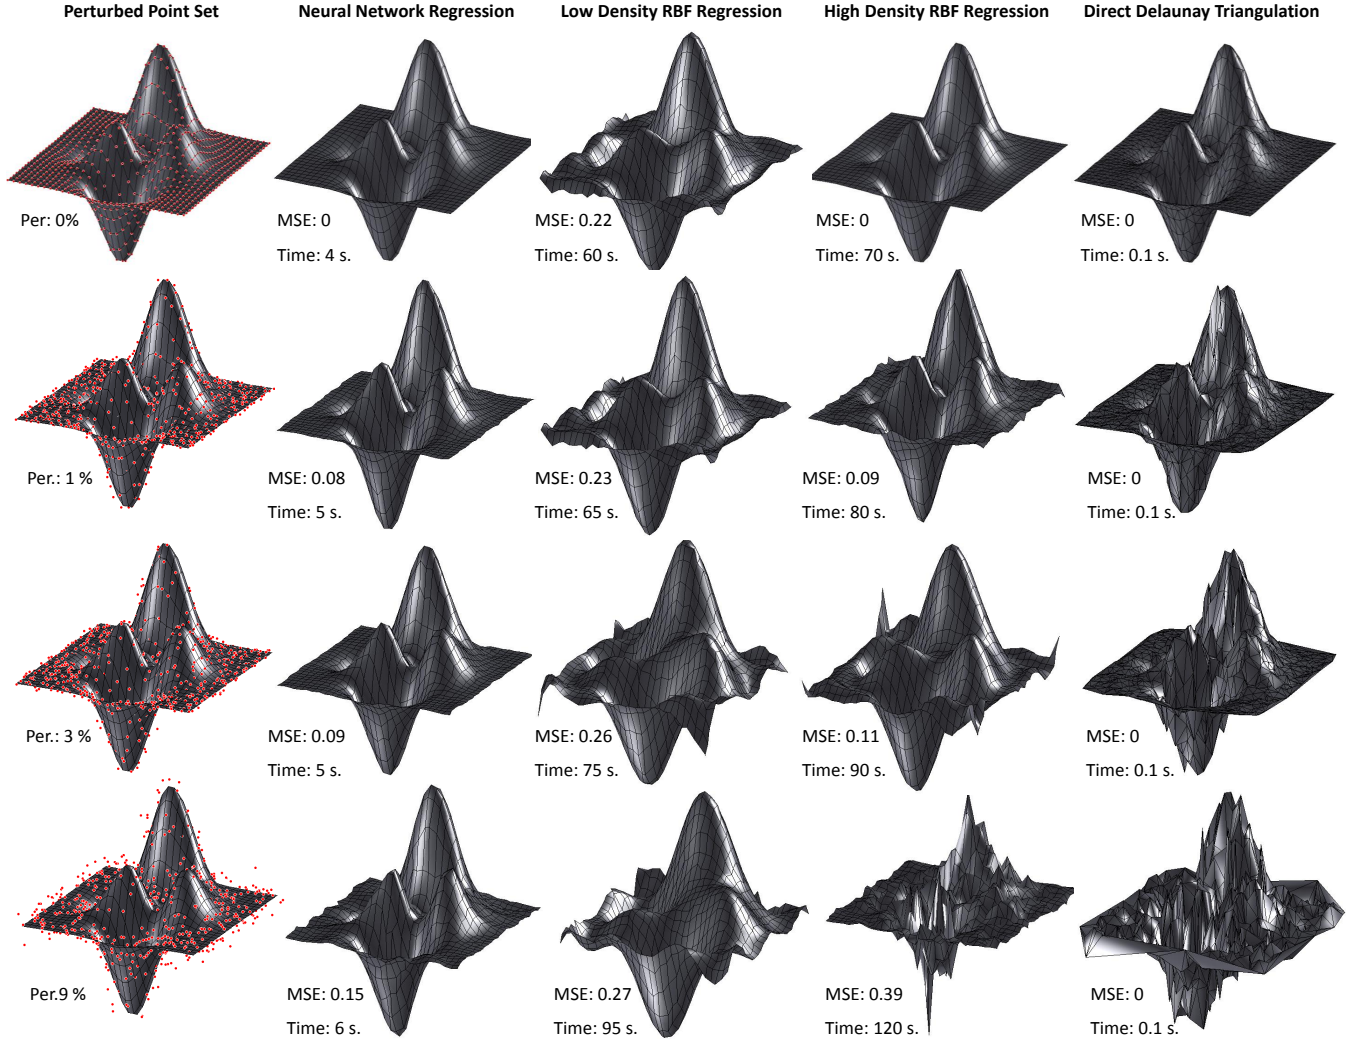 Perturbed Point Set
Neural Network Regression
Low Density RBF Regression
High Density RBF Regression
Direct Delaunay Triangulation
Per: 0%
MSE: 0
Time: 4 s.
MSE: 0.22
Time: 60 s.
MSE: 0
Time: 70 s.
MSE: 0
Time: 0.1 s.
Per.: 1 %
MSE: 0.08
Time: 5 s.
MSE: 0.23
Time: 65 s.
MSE: 0.09
Time: 80 s.
MSE: 0
Time: 0.1 s.
Per.: 3 %
MSE: 0.09
Time: 5 s.
MSE: 0.26
Time: 75 s.
MSE: 0.11
Time: 90 s.
MSE: 0
Time: 0.1 s.
Per.9 %
MSE: 0.15
Time: 6 s.
MSE: 0.27
Time: 95 s.
MSE: 0.39
Time: 120 s.
MSE: 0
Time: 0.1 s.